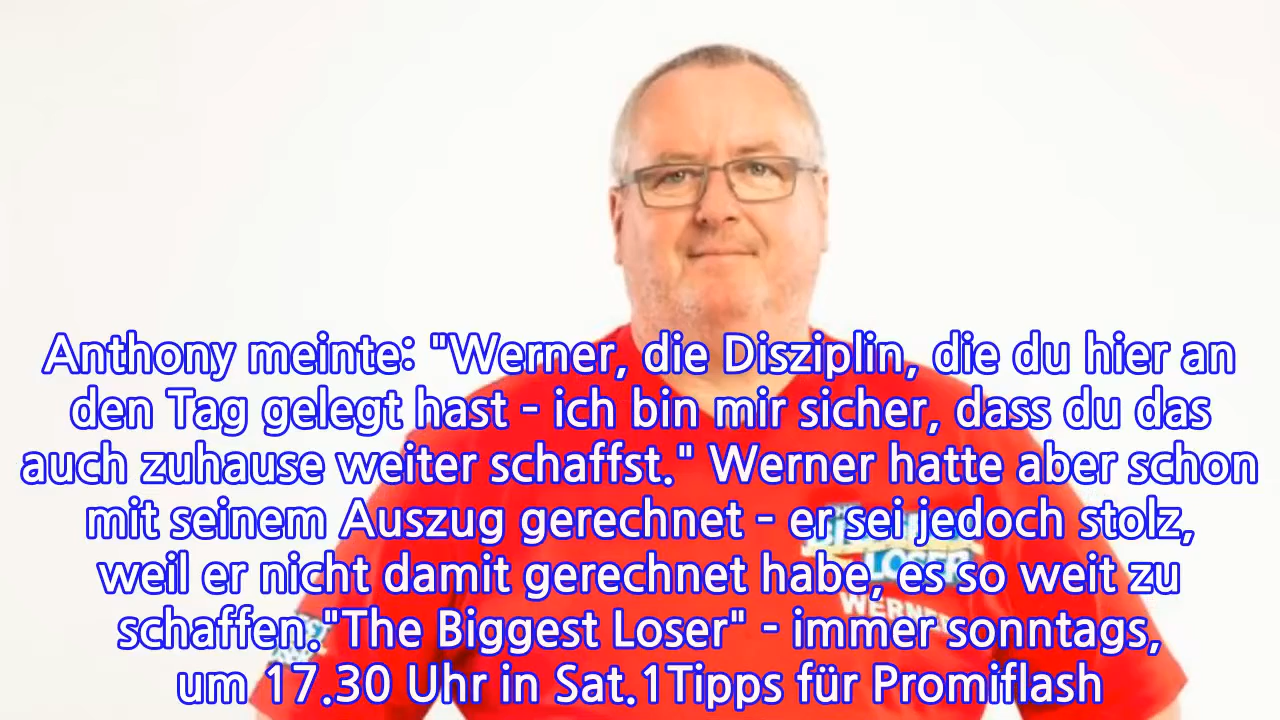 Anthony meinte: "Werner, die Disziplin, die du hier an
den Tag gelegt hast - ich bin mir sicher, dass du das
auch zuhause weiter schaffst." Werner hatte aber schon
mit seinem Auszug gerechnet - er sei jedoch stolz,
weil er nicht damit gerechnet habe, es so weit zu
schaffen."The Biggest Loser" - immer sonntags,
um 17.30 Uhr in Sat.1Tipps für Promiflash
LOSER
WERNER